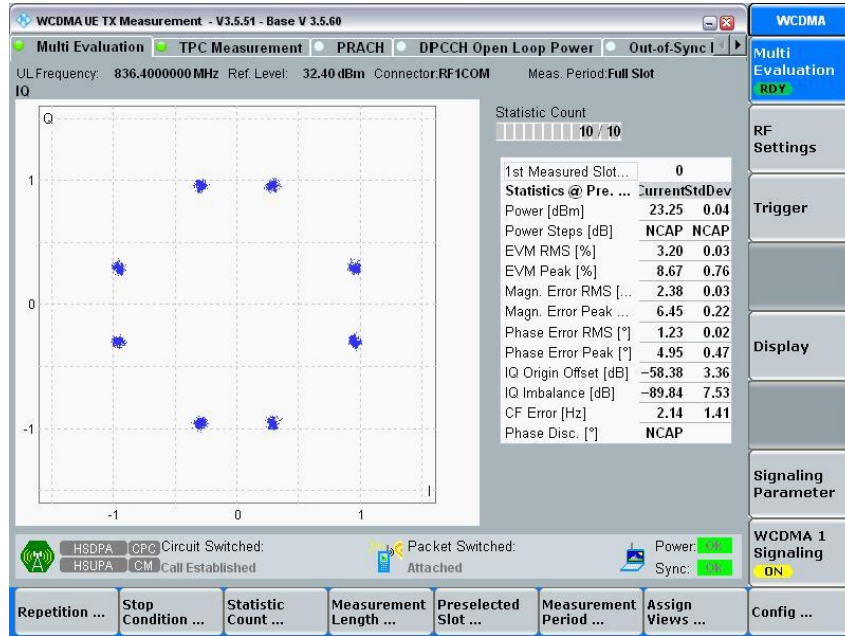 WCDMA UE TX Measurement - V3.5.51 - Base V 3.5.60
WCDMA
Multi Evaluation TPC Measurement PRACH DPCCH Open Loop Power Out-of-Sync
UL Frequency: 836.4000000 MHz Ref. Level: 32.40 dBm Connector:RF1COM Meas. Period:Full Slot
IQ
Q
1
0
-1
-1 0 1
I
Statistic Count
10 / 10
1st Measured Slot... 0
Statistics @ Pre. ... Current StdDev
Power [dBm] 23.25 0.04
Power Steps [dB] NCAP NCAP
EVM RMS [%] 3.20 0.03
EVM Peak [%] 8.67 0.76
Magn. Error RMS [... 2.38 0.03
Magn. Error Peak ... 6.45 0.22
Phase Error RMS [°] 1.23 0.02
Phase Error Peak [°] 4.95 0.47
IQ Origin Offset [dB] −58.38 3.36
IQ Imbalance [dB] −89.84 7.53
CF Error [Hz] 2.14 1.41
Phase Disc. [°] NCAP
Multi
Evaluation
RDY
RF
Settings
Trigger
Display
Signaling
Parameter
WCDMA 1
Signaling
ON
HSDPA CPC Circuit Switched: Packet Switched: Power: OK
HSUPA CM Call Established Attached Sync: OK
Repetition ...
Stop
Condition ...
Statistic
Count ...
Measurement
Length ...
Preselected
Slot ...
Measurement
Period ...
Assign
Views ...
Config ...